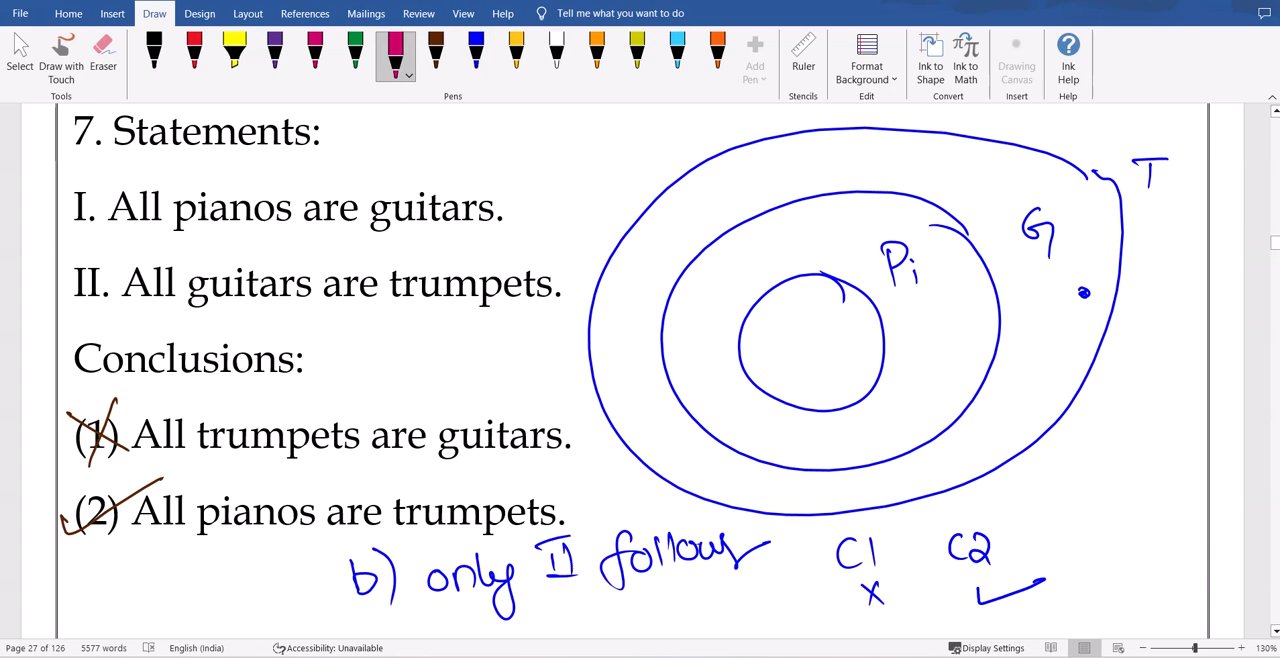 File Home Insert Draw Design Layout References Mailings Review View Help Tell me what you want to do
Select Draw with Touch Eraser Add Pen Ruler Format Background Ink to Shape Ink to Math Drawing Canvas Ink Help
Tools Pens Stencils Edit Convert Insert Help
7. Statements:
T
I. All pianos are guitars.
G
Pi
II. All guitars are trumpets.
Conclusions:
(1) All trumpets are guitars.
(2) All pianos are trumpets.
b) only II follows
C1 C2
Page 27 of 126 5577 words English (India) Accessibility: Unavailable Display Settings 130%